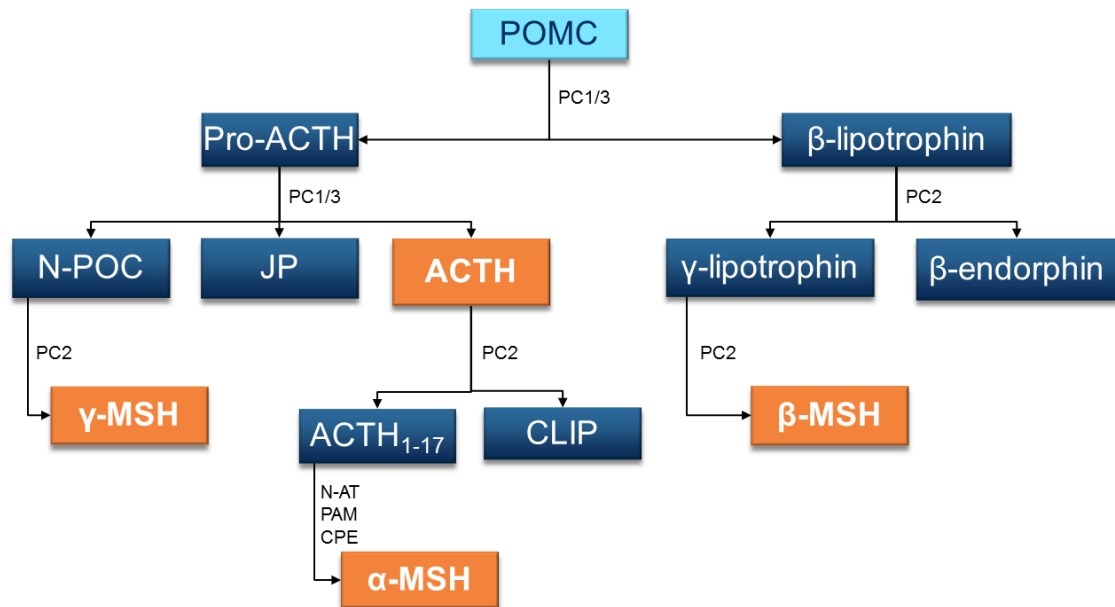 POMC
PC1/3
Pro-ACTH
β-lipotrophin
PC1/3
PC2
N-POC
JP
ACTH
γ-lipotrophin
β-endorphin
PC2
PC2
PC2
γ-MSH
ACTH1-17
CLIP
β-MSH
N-AT
PAM
CPE
α-MSH